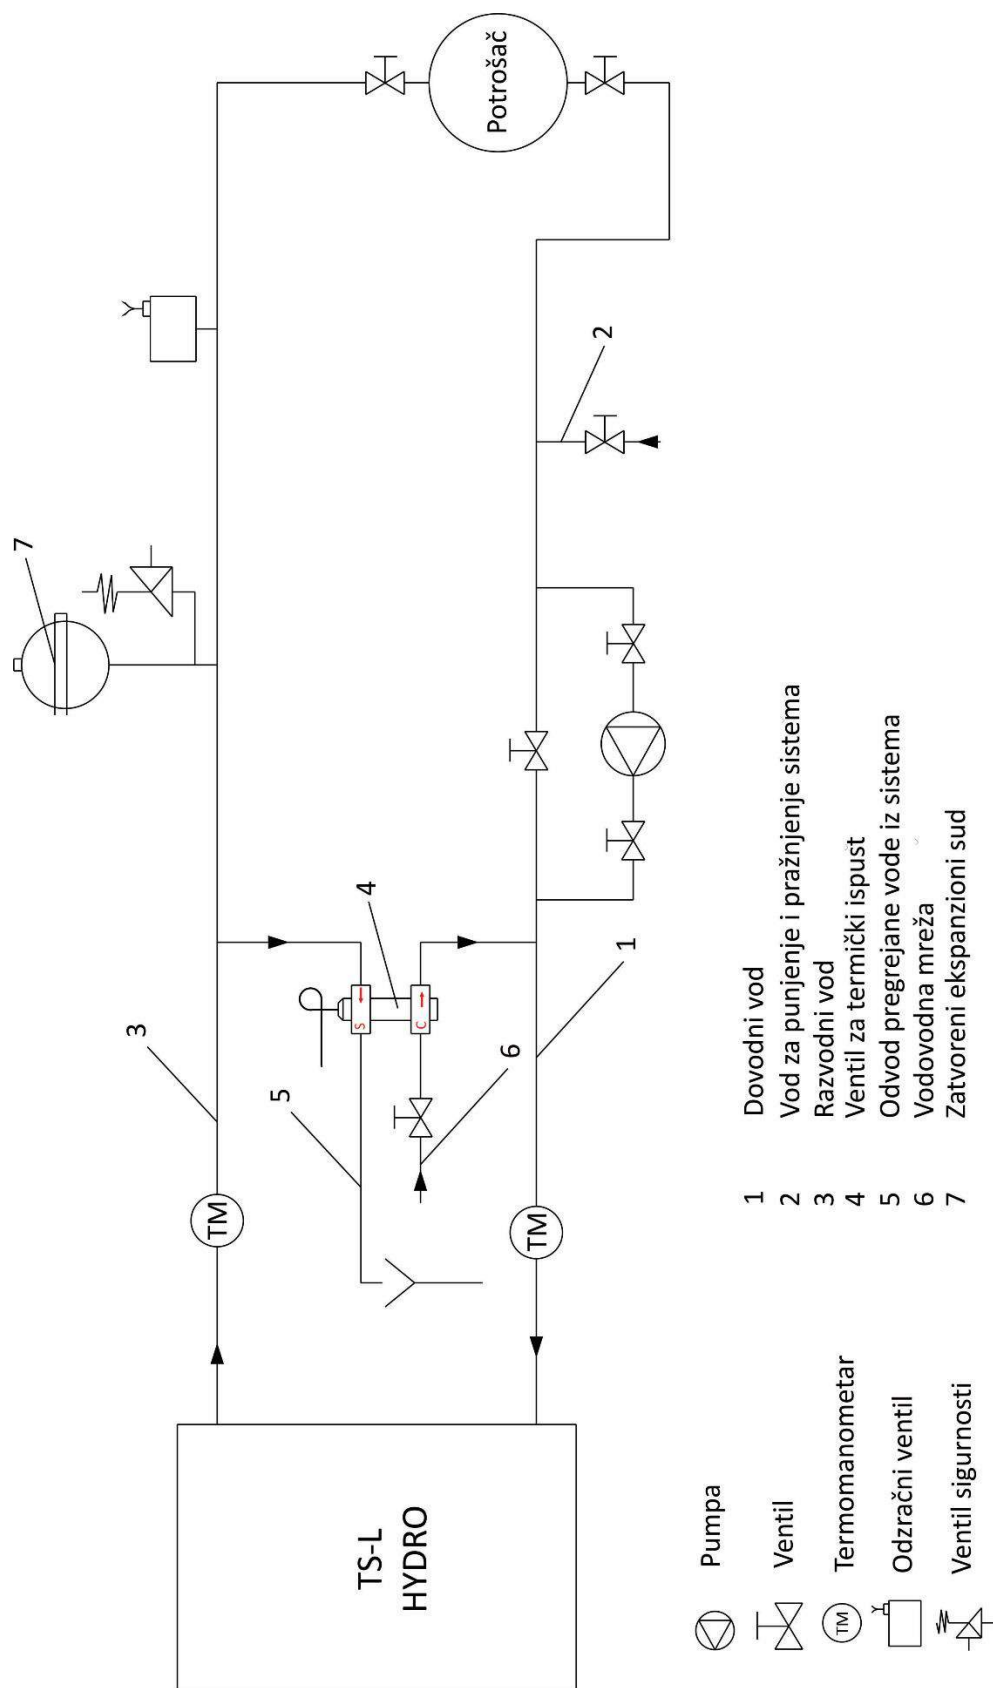 Potrošač
7
2
3
4
S
C
5
6
1
TM
TM
TS-L
HYDRO
Pumpa
Ventil
TM Termomanometar
Odzračni ventil
Ventil sigurnosti
1 Dovodni vod
2 Vod za punjenje i pražnjenje sistema
3 Razvodni vod
4 Ventil za termički ispust
5 Odvod pregrejane vode iz sistema
6 Vodovodna mreža
7 Zatvoreni ekspanzioni sud